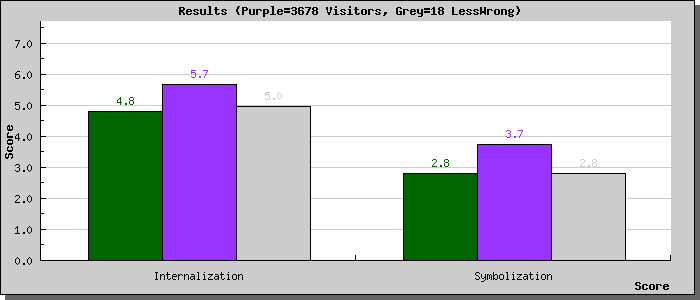 Results (Purple=3678 Visitors, Grey=18 LessWrong)
7.0
6.0
5.0
4.0
3.0
2.0
1.0
0.0
Score
4.8
5.7
5.0
2.8
3.7
2.8
Internalization
Symbolization
Score